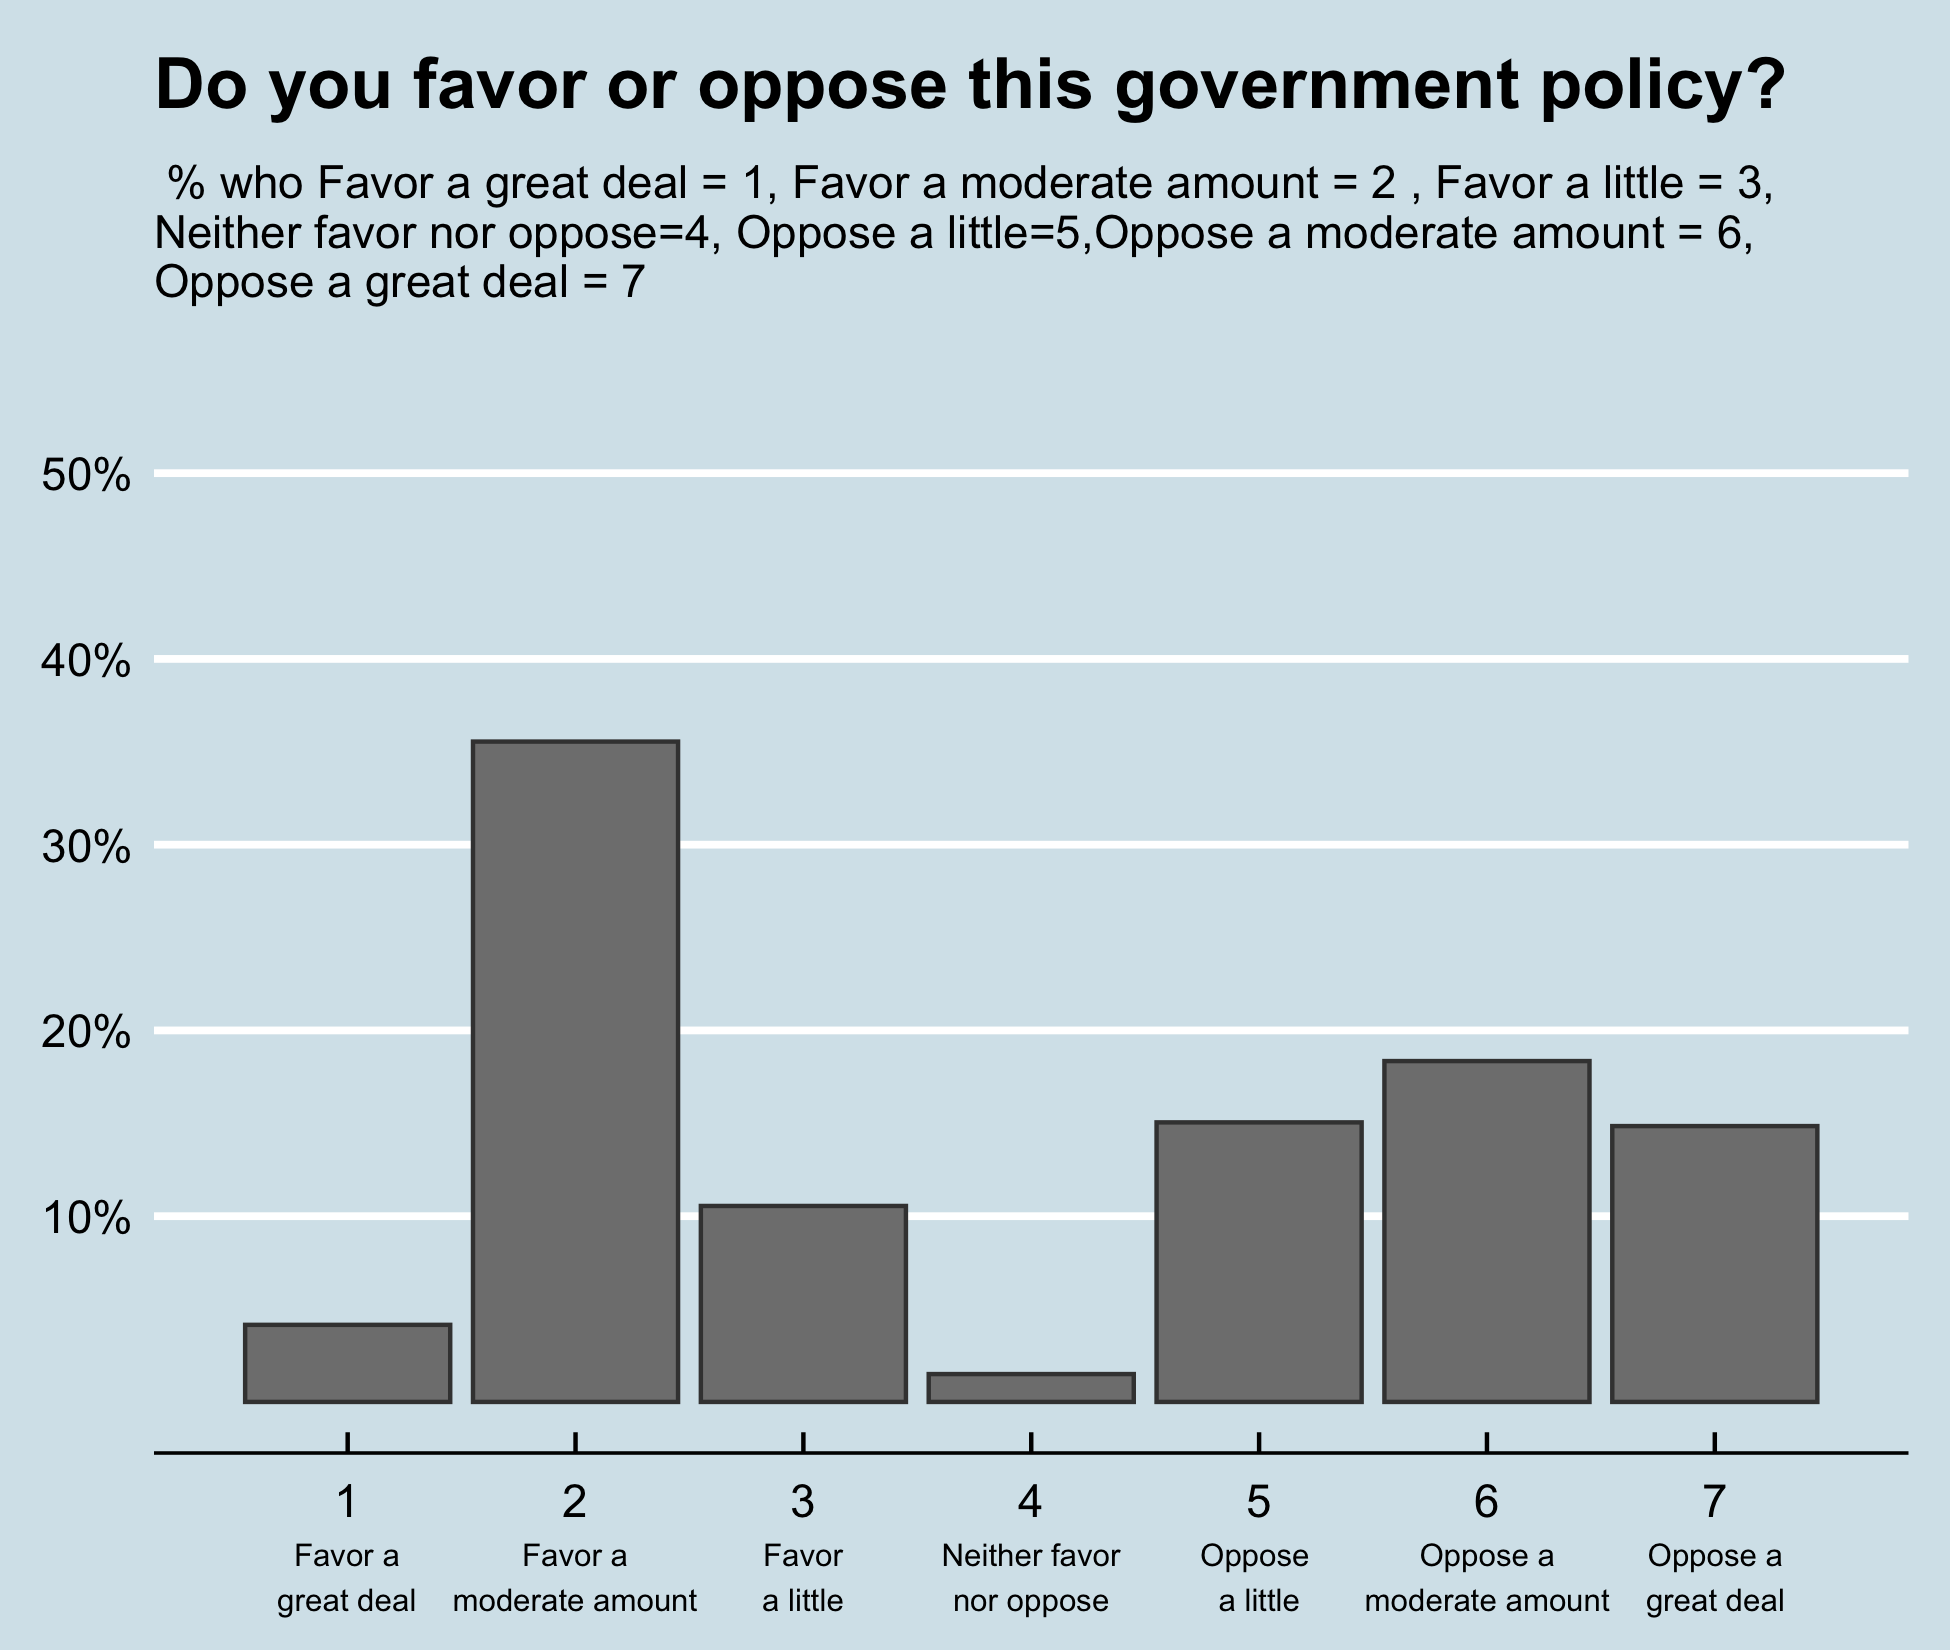 Do you favor or oppose this government policy?
% who Favor a great deal = 1, Favor a moderate amount = 2 , Favor a little = 3,
Neither favor nor oppose=4, Oppose a little=5,Oppose a moderate amount = 6,
Oppose a great deal = 7
50%
40%
30%
20%
10%
1 2 3 4 5 6 7
Favor a Favor a Favor Neither favor Oppose Oppose a Oppose a
great deal moderate amount a little nor oppose a little moderate amount great deal